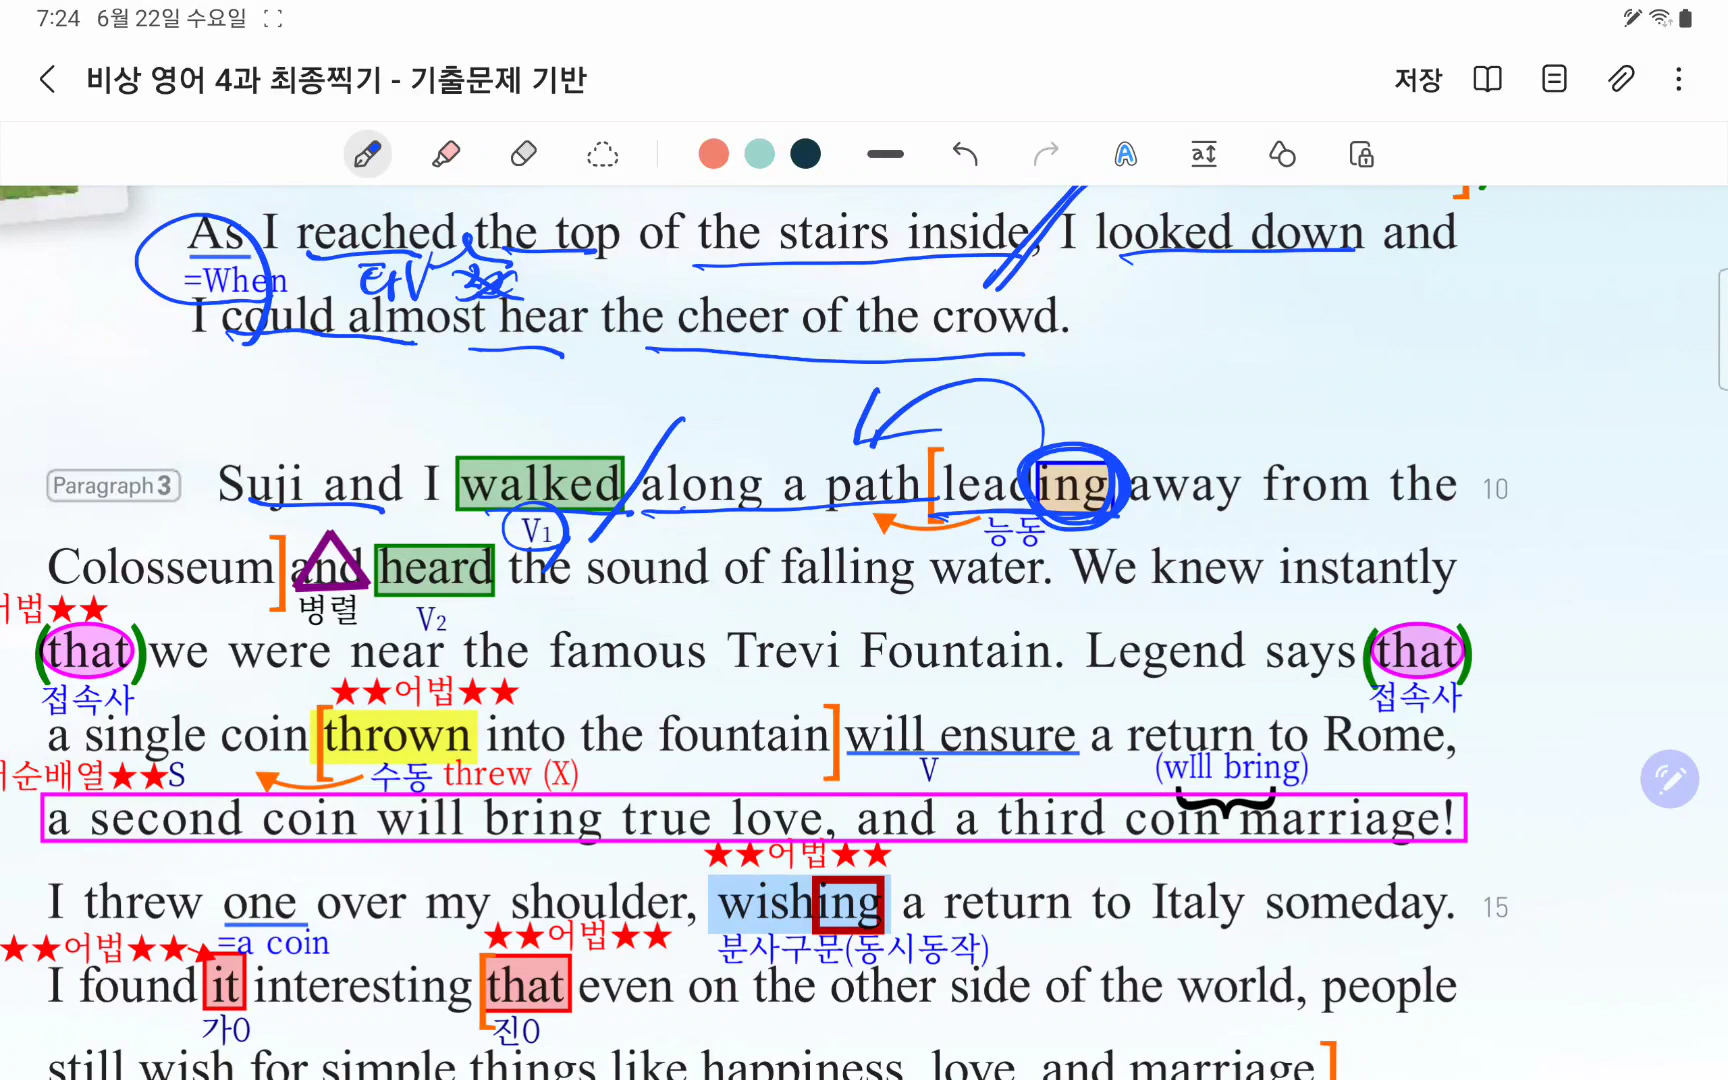 7:24 6월 22일 수요일
비상 영어 4과 최종찍기 - 기출문제 기반
저장
As I reached the top of the stairs inside, I looked down and
=When
타V
I could almost hear the cheer of the crowd.
Paragraph 3 Suji and I walked along a path [leading away from the 10
V1 능동
Colosseum] and heard the sound of falling water. We knew instantly
어법★★ 병렬 V2
(that) we were near the famous Trevi Fountain. Legend says (that)
접속사 ★★어법★★ 접속사
a single coin [thrown into the fountain] will ensure a return to Rome,
어순배열★★S 수동 threw (X) V (wIll bring)
a second coin will bring true love, and a third coin marriage!
★★어법★★
I threw one over my shoulder, wishing a return to Italy someday. 15
★★어법★★ =a coin ★★어법★★ 분사구문(동시동작)
I found it interesting [that even on the other side of the world, people
가O 진O
still wish for simple things like happiness, love, and marriage]